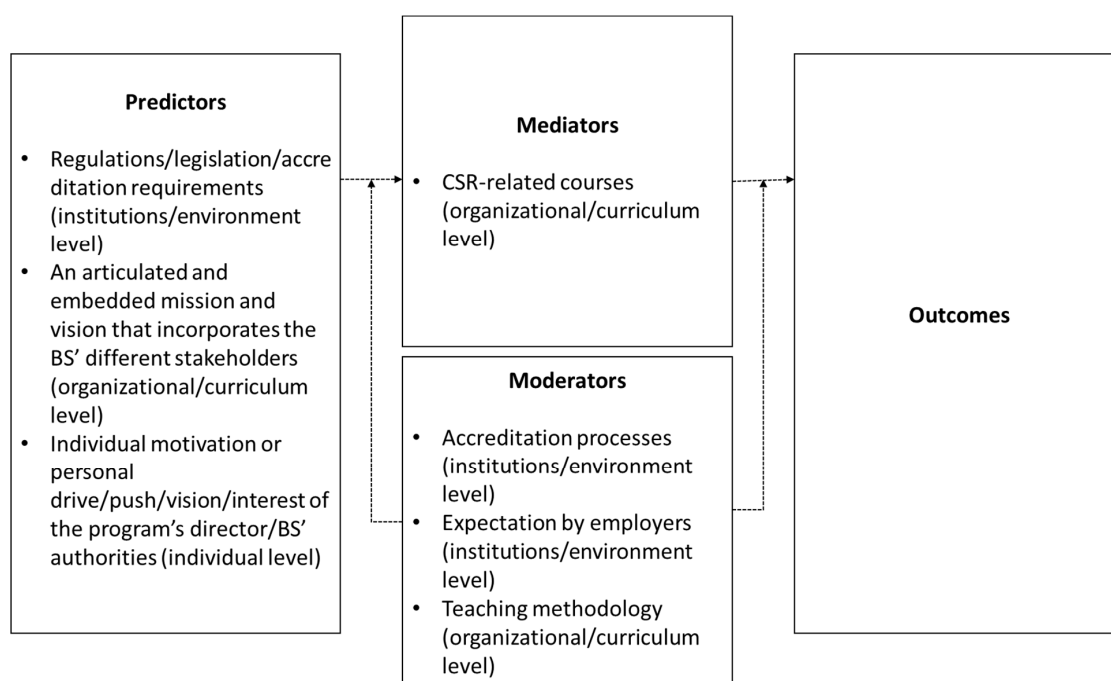 Predictors
• Regulations/legislation/accre
ditation requirements
(institutions/environment
level)
• An articulated and
embedded mission and
vision that incorporates the
BS’ different stakeholders
(organizational/curriculum
level)
• Individual motivation or
personal
drive/push/vision/interest of
the program’s director/BS’
authorities (individual level)
Mediators
• CSR-related courses
(organizational/curriculum
level)
Moderators
• Accreditation processes
(institutions/environment
level)
• Expectation by employers
(institutions/environment
level)
• Teaching methodology
(organizational/curriculum
level)
Outcomes